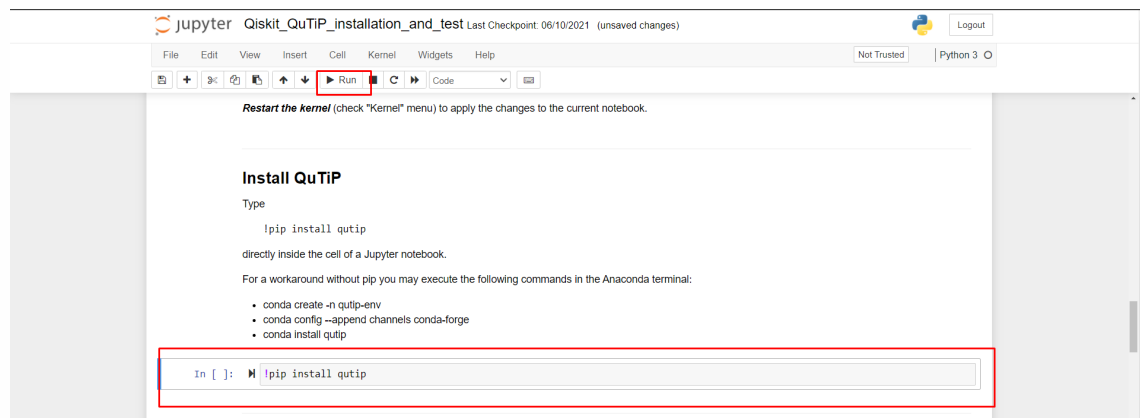 jupyter Qiskit_QuTiP_installation_and_test Last Checkpoint: 06/10/2021 (unsaved changes) Logout
File Edit View Insert Cell Kernel Widgets Help Not Trusted Python 3
Run Code
Restart the kernel (check "Kernel" menu) to apply the changes to the current notebook.
Install QuTiP
Type
!pip install qutip
directly inside the cell of a Jupyter notebook.
For a workaround without pip you may execute the following commands in the Anaconda terminal:
• conda create -n qutip-env
• conda config --append channels conda-forge
• conda install qutip
In [ ]: !pip install qutip